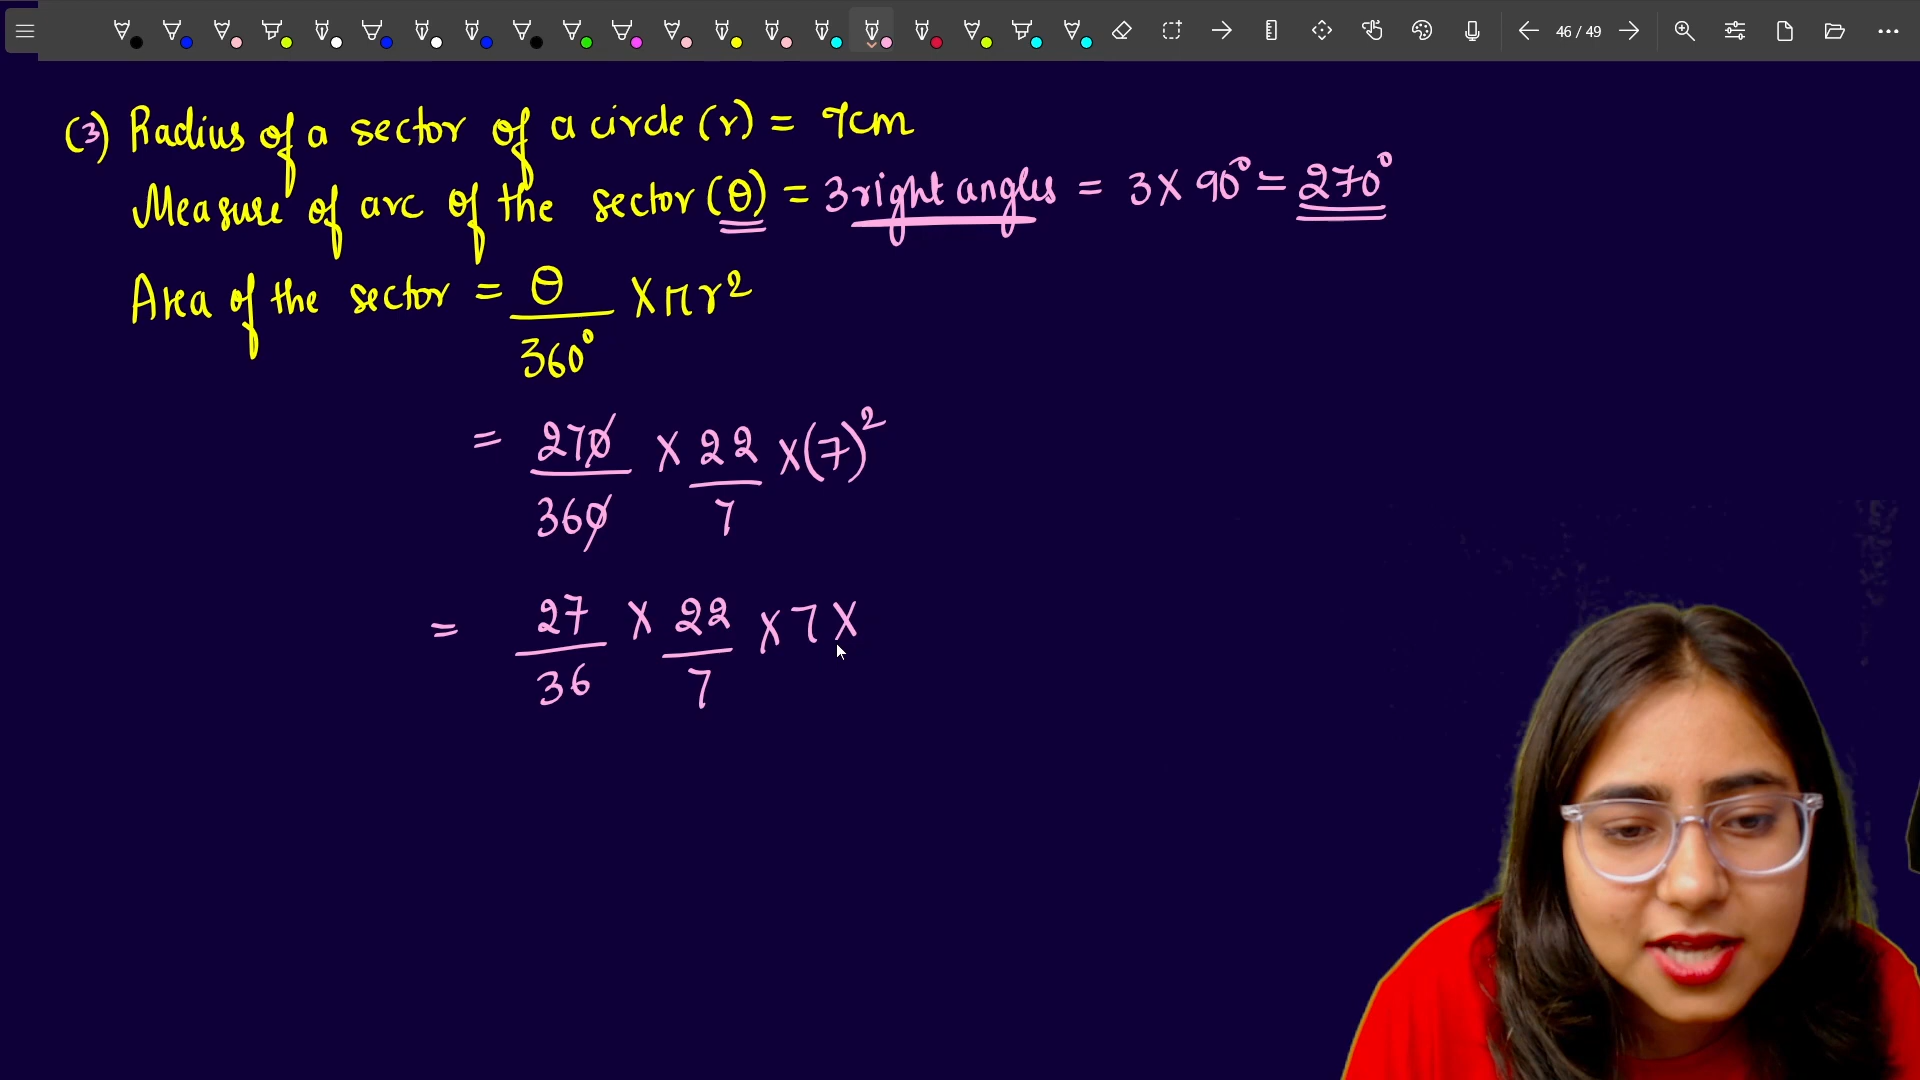 46 / 49
(3) Radius of a sector of a circle (r) = 7cm
Measure of arc of the sector (θ) = 3 right angles = 3 X 90° = 270°
Area of the sector = θ/360° X πr²
= 270/360 X 22/7 X (7)²
= 27/36 X 22/7 X 7 X